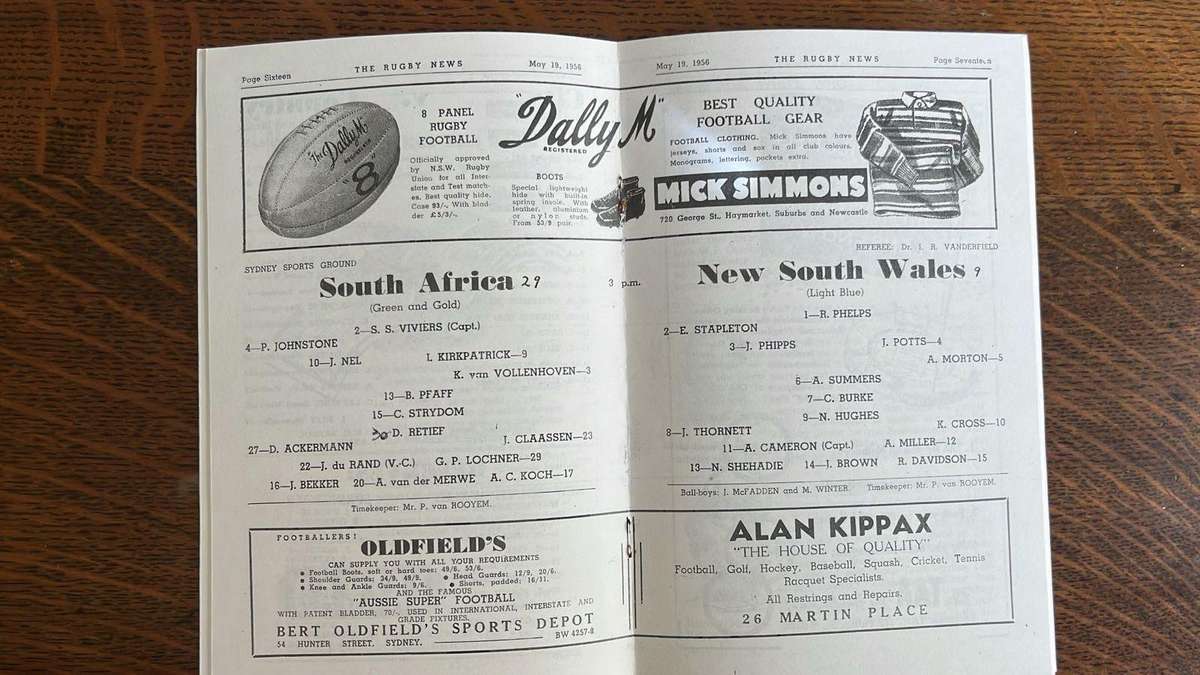 Page Sixteen THE RUGBY NEWS May 19, 1956
May 19, 1956 THE RUGBY NEWS Page Seventeen
The "Dally M"
REGISTERED
"8"
8 PANEL
RUGBY
FOOTBALL
Officially approved
by N.S.W. Rugby
Union for all Inter-
state and Test match-
es. Best quality hide.
Case 93/-. With blad-
der £5/3/-.
"Dally M"
REGISTERED
BOOTS
Special lightweight
hide with built-in
spring insole. With
leather, aluminium
or nylon studs.
From 53/9 pair.
BEST QUALITY
FOOTBALL GEAR
FOOTBALL CLOTHING. Mick Simmons have
jerseys, shorts and sox in all club colours.
Monograms, lettering, pockets extra.
MICK SIMMONS
720 George St., Haymarket, Suburbs and Newcastle
SYDNEY SPORTS GROUND
South Africa 29 3 p.m.
(Green and Gold)
2—S. S. VIVIERS (Capt.)
4—P. JOHNSTONE
10—J. NEL I. KIRKPATRICK—9
K. van VOLLENHOVEN—3
13—B. PFAFF
15—C. STRYDOM
D. RETIEF
27—D. ACKERMANN J. CLAASSEN—23
22—J. du RAND (V.-C.) G. P. LOCHNER—29
16—J. BEKKER 20—A. van der MERWE A. C. KOCH—17
Timekeeper: Mr. P. van ROOYEM.
REFEREE: Dr. I. R. VANDERFIELD
New South Wales 9
(Light Blue)
1—R. PHELPS
2—E. STAPLETON
3—J. PHIPPS J. POTTS—4
A. MORTON—5
6—A. SUMMERS
7—C. BURKE
9—N. HUGHES
8—J. THORNETT K. CROSS—10
11—A. CAMERON (Capt.) A. MILLER—12
13—N. SHEHADIE 14—J. BROWN R. DAVIDSON—15
Ball-boys: J. McFADDEN and M. WINTER. Timekeeper: Mr. P. van ROOYEM.
FOOTBALLERS!
OLDFIELD'S
CAN SUPPLY YOU WITH ALL YOUR REQUIREMENTS
● Football Boots, soft or hard toes: 49/6, 53/6.
● Shoulder Guards: 34/9, 49/9. ● Head Guards: 12/9, 20/6.
● Knee and Ankle Guards: 9/6. ● Shorts, padded: 16/11.
AND THE FAMOUS
"AUSSIE SUPER" FOOTBALL
WITH PATENT BLADDER, 70/-. USED IN INTERNATIONAL, INTERSTATE AND
GRADE FIXTURES.
BERT OLDFIELD'S SPORTS DEPOT
54 HUNTER STREET, SYDNEY. BW 4257-8
ALAN KIPPAX
"THE HOUSE OF QUALITY"
Football, Golf, Hockey, Baseball, Squash, Cricket, Tennis
Racquet Specialists.
All Restrings and Repairs.
26 MARTIN PLACE